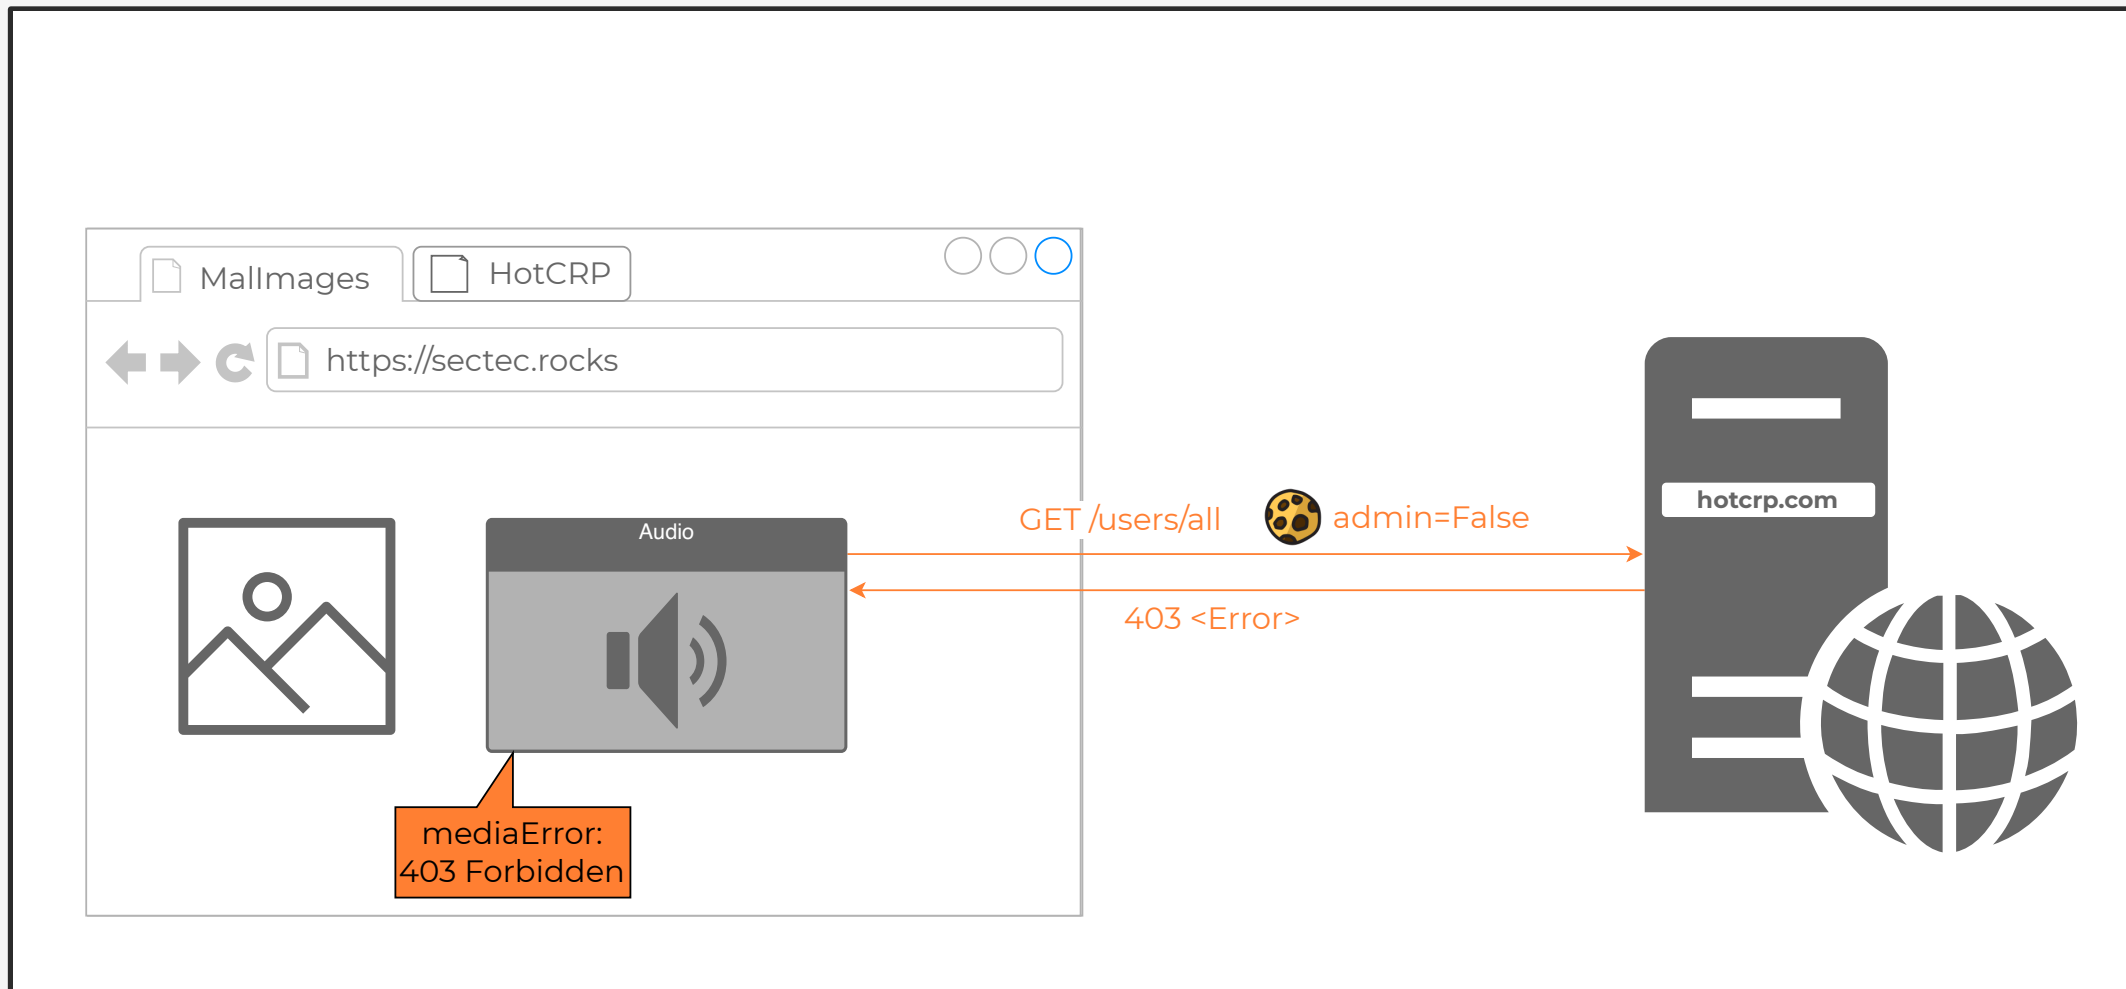 MalImages
HotCRP
https://sectec.rocks
Audio
GET /users/all
admin=False
403 <Error>
hotcrp.com
mediaError:
403 Forbidden